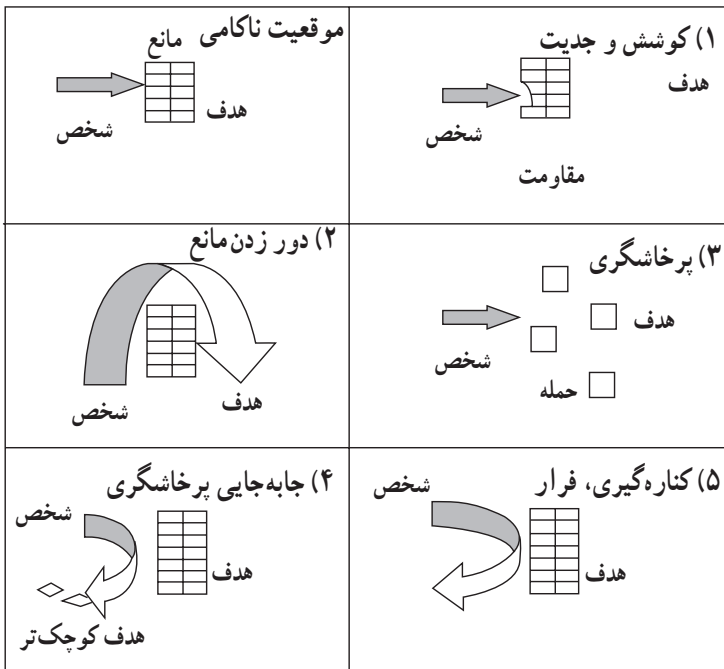 موقعیت ناکامی
مانع
هدف
شخص
۱) کوشش و جدیت
هدف
شخص
مقاومت
۲) دور زدن مانع
شخص
هدف
۳) پرخاشگری
هدف
شخص
حمله
۴) جابه‌جایی پرخاشگری
شخص
هدف
هدف کوچک‌تر
۵) کناره‌گیری، فرار
شخص
هدف